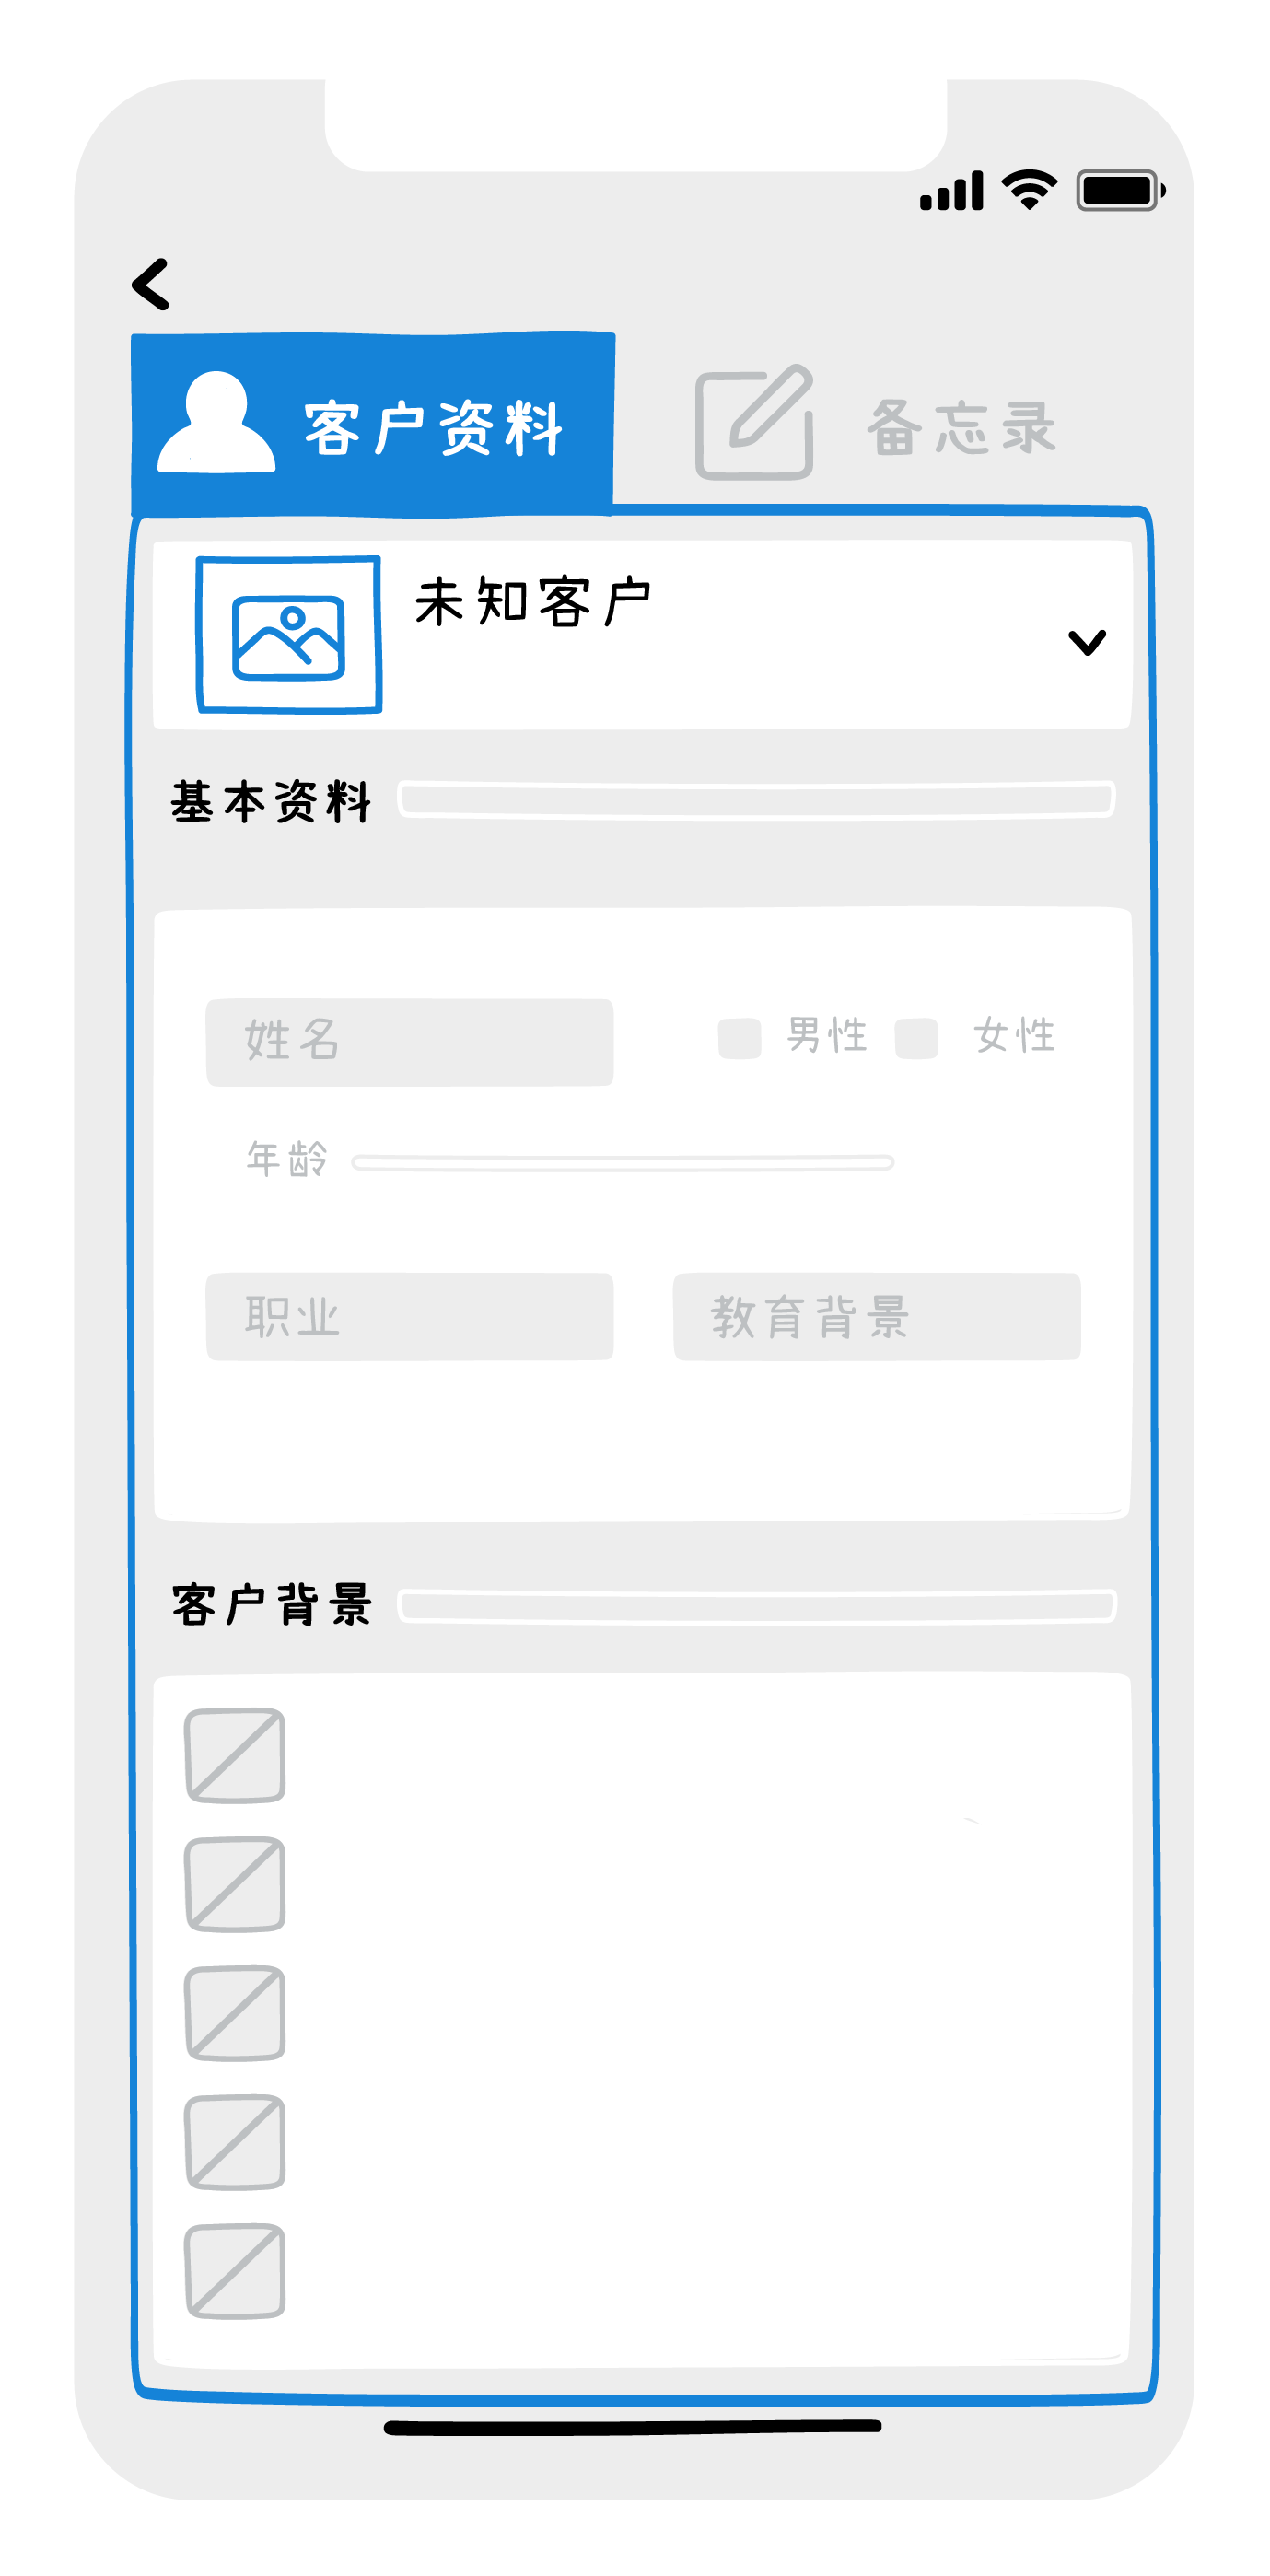 客户资料 备忘录
未知客户
基本资料
姓名 男性 女性
年龄
职业 教育背景
客户背景